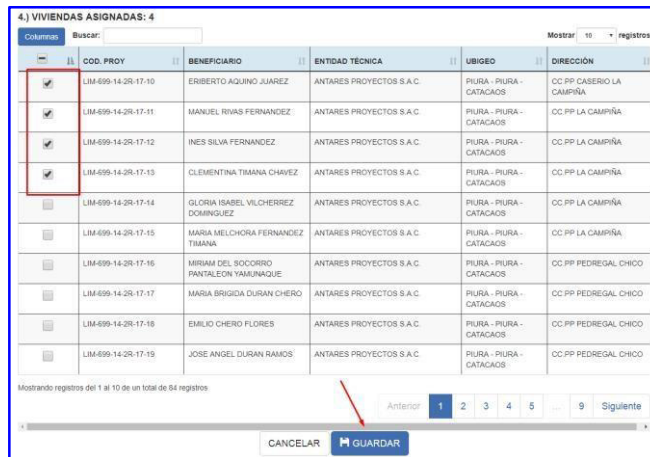 4.) VIVIENDAS ASIGNADAS: 4
Columnas Buscar: Mostrar 10 registros
COD. PROY BENEFICIARIO ENTIDAD TÉCNICA UBIGEO DIRECCIÓN
LIM-699-14-2R-17-10 ERIBERTO AQUINO JUAREZ ANTARES PROYECTOS S.A.C. PIURA - PIURA - CC.PP CASERIO LA
CATACAOS CAMPIÑA
LIM-699-14-2R-17-11 MANUEL RIVAS FERNANDEZ ANTARES PROYECTOS S.A.C. PIURA - PIURA - CC.PP LA CAMPIÑA
CATACAOS
LIM-699-14-2R-17-12 INES SILVA FERNANDEZ ANTARES PROYECTOS S.A.C. PIURA - PIURA - CC.PP LA CAMPIÑA
CATACAOS
LIM-699-14-2R-17-13 CLEMENTINA TIMANA CHAVEZ ANTARES PROYECTOS S.A.C. PIURA - PIURA - CC.PP LA CAMPIÑA
CATACAOS
LIM-699-14-2R-17-14 GLORIA ISABEL VILCHERREZ ANTARES PROYECTOS S.A.C. PIURA - PIURA - CC.PP LA CAMPIÑA
DOMINGUEZ CATACAOS
LIM-699-14-2R-17-15 MARIA MELCHORA FERNANDEZ ANTARES PROYECTOS S.A.C. PIURA - PIURA - CC.PP LA CAMPIÑA
TIMANA CATACAOS
LIM-699-14-2R-17-16 MIRIAM DEL SOCORRO ANTARES PROYECTOS S.A.C. PIURA - PIURA - CC.PP PEDREGAL CHICO
PANTALEON YAMUNAQUE CATACAOS
LIM-699-14-2R-17-17 MARIA BRIGIDA DURAN CHERO ANTARES PROYECTOS S.A.C. PIURA - PIURA - CC.PP PEDREGAL CHICO
CATACAOS
LIM-699-14-2R-17-18 EMILIO CHERO FLORES ANTARES PROYECTOS S.A.C. PIURA - PIURA - CC.PP PEDREGAL CHICO
CATACAOS
LIM-699-14-2R-17-19 JOSE ANGEL DURAN RAMOS ANTARES PROYECTOS S.A.C. PIURA - PIURA - CC.PP PEDREGAL CHICO
CATACAOS
Mostrando registros del 1 al 10 de un total de 84 registros
Anterior 1 2 3 4 5 ... 9 Siguiente
CANCELAR GUARDAR